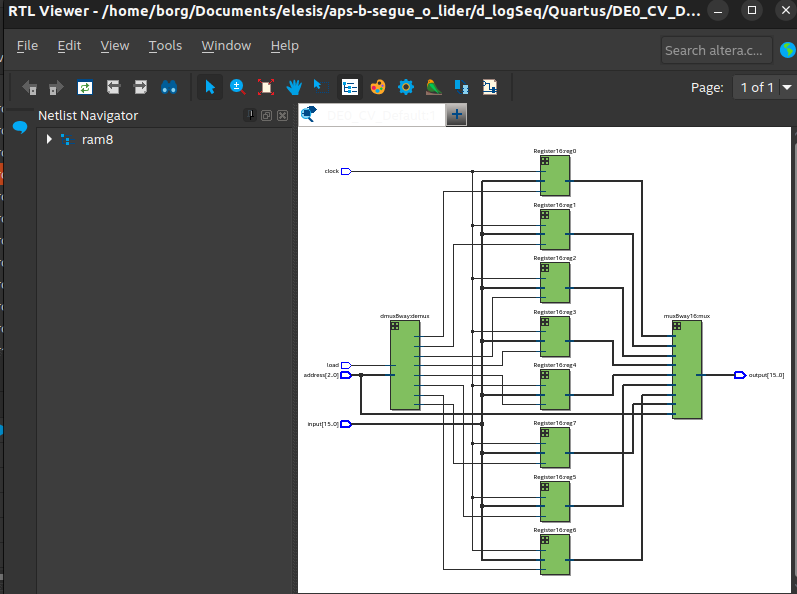 RTL Viewer - /home/borg/Documents/elesis/aps-b-segue_o_lider/d_logSeq/Quartus/DE0_CV_D...
File Edit View Tools Window Help
Search altera.c...
Page: 1 of 1
Netlist Navigator
DE0_CV_Default:1
ram8
Register16:reg0
clock
Register16:reg1
Register16:reg2
dmux8way:demux
Register16:reg3
mux8way16:mux
load
Register16:reg4
address[2..0]
output[15..0]
input[15..0]
Register16:reg7
Register16:reg5
Register16:reg6